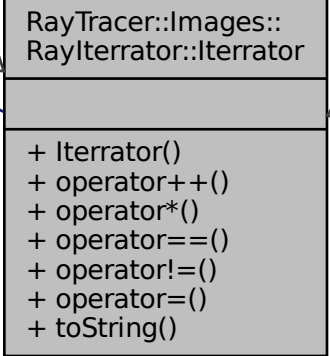 RayTracer::Images::
RayIterrator::Iterrator
+ Iterrator()
+ operator++()
+ operator*()
+ operator==()
+ operator!=()
+ operator=()
+ toString()